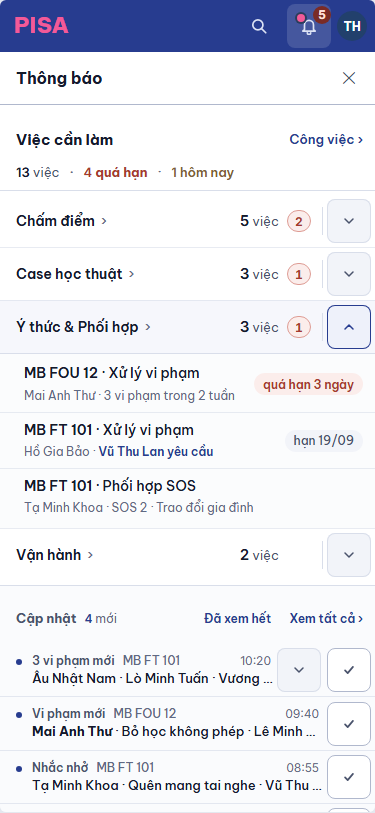 PISA
5
TH
Thông báo
Việc cần làm
Công việc ›
13 việc · 4 quá hạn · 1 hôm nay
Chấm điểm › 5 việc 2
Case học thuật › 3 việc 1
Ý thức & Phối hợp › 3 việc 1
MB FOU 12 · Xử lý vi phạm
Mai Anh Thư · 3 vi phạm trong 2 tuần
quá hạn 3 ngày
MB FT 101 · Xử lý vi phạm
Hồ Gia Bảo · Vũ Thu Lan yêu cầu
hạn 19/09
MB FT 101 · Phối hợp SOS
Tạ Minh Khoa · SOS 2 · Trao đổi gia đình
Vận hành › 2 việc
Cập nhật 4 mới Đã xem hết Xem tất cả ›
3 vi phạm mới MB FT 101 10:20
Âu Nhật Nam · Lò Minh Tuấn · Vương ...
Vi phạm mới MB FOU 12 09:40
Mai Anh Thư · Bỏ học không phép · Lê Minh ...
Nhắc nhở MB FT 101 08:55
Tạ Minh Khoa · Quên mang tai nghe · Vũ Thu ...